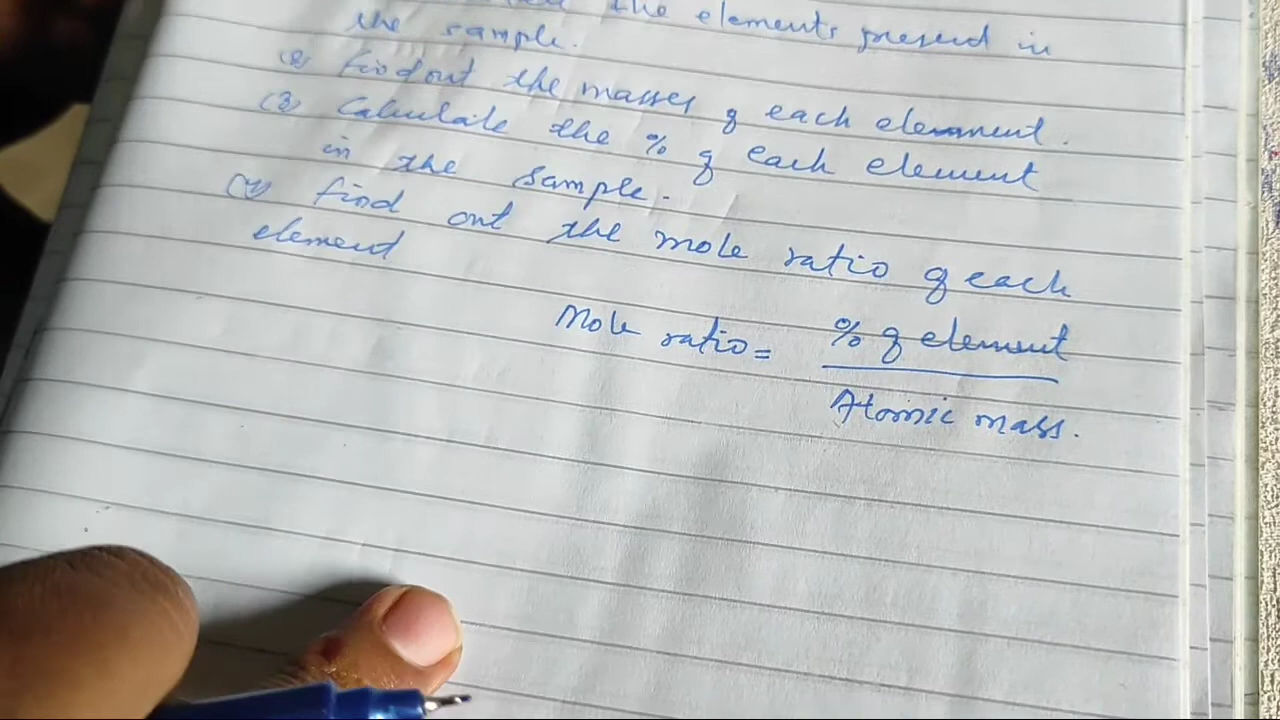 the elements present in
the sample.
(2) Find out the masses of each element.
(3) Calculate the % of each element
in the sample.
(4) find out the mole ratio of each
element
Mole ratio = % of element
Atomic mass.